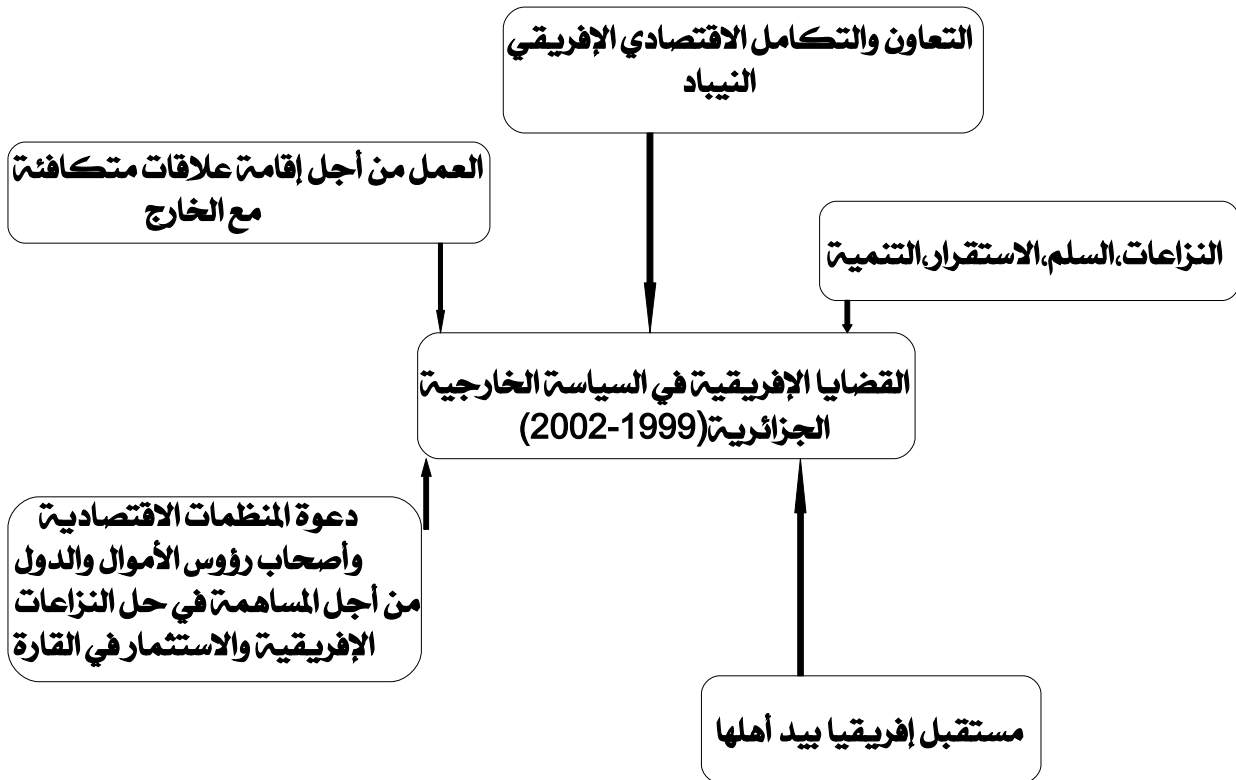 التعاون والتكامل الاقتصادي الإفريقي
النيباد
العمل من أجل إقامة علاقات متكافئة
مع الخارج
النزاعات،السلم،الاستقرار،التنمية
القضايا الإفريقية في السياسة الخارجية
الجزائرية(1999-2002)
دعوة المنظمات الاقتصادية
وأصحاب رؤوس الأموال والدول
من أجل المساهمة في حل النزاعات
الإفريقية والاستثمار في القارة
مستقبل إفريقيا بيد أهلها